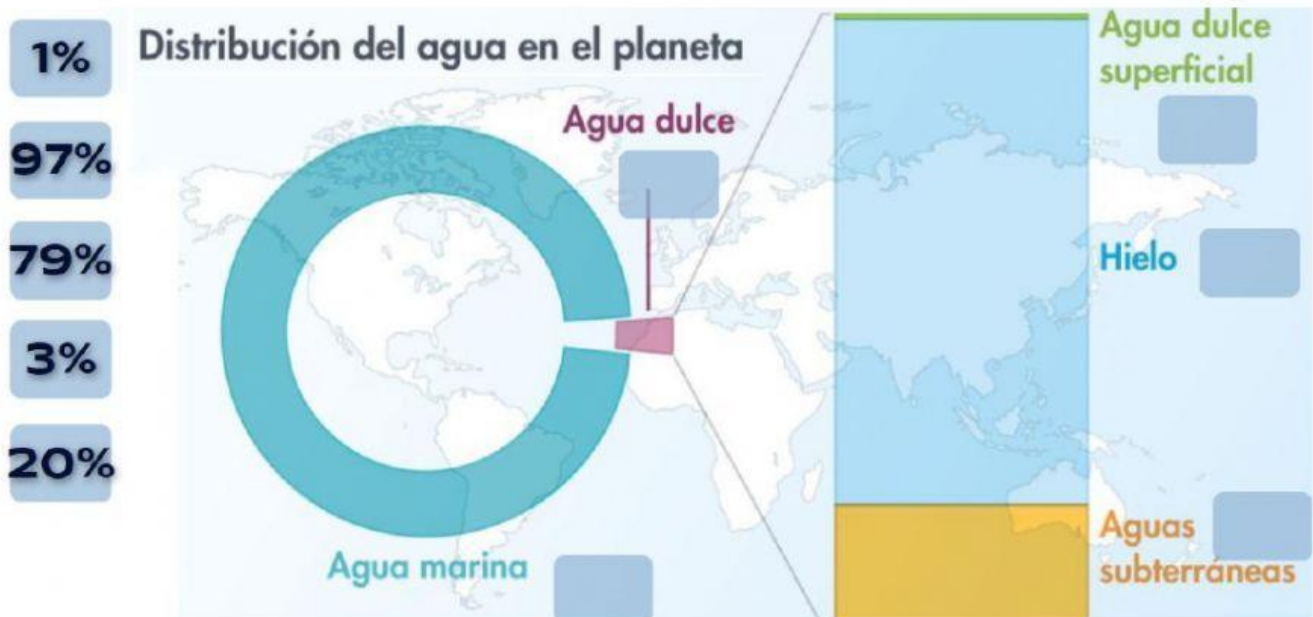 1%
97%
79%
3%
20%
Distribución del agua en el planeta
Agua dulce
Agua marina
Agua dulce
superficial
Hielo
Aguas
subterráneas